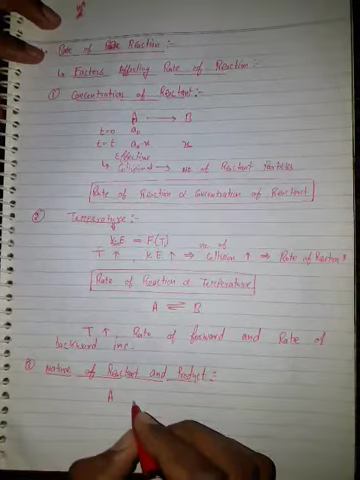 Rate of Reaction :-
↳ Factors Affecting Rate of Reaction :-
① Concentration of Reactant :-
A ⟶ B
t=0 a₀
t=t a₀-x x
Effective
↳ Collisions ⟶ no of Reactant Particles
Rate of Reaction ∝ Concentration of Reactant
② Temperature :-
K.E = F(T)
T ↑ , K.E ↑ ⇒ no. of Collision ↑ ⇒ Rate of Reaction ↑
Rate of Reaction ∝ Temperature
A ⇌ B
T ↑ , Rate of forward and Rate of
backward inc.
③ Nature of Reactant and Product :-
A